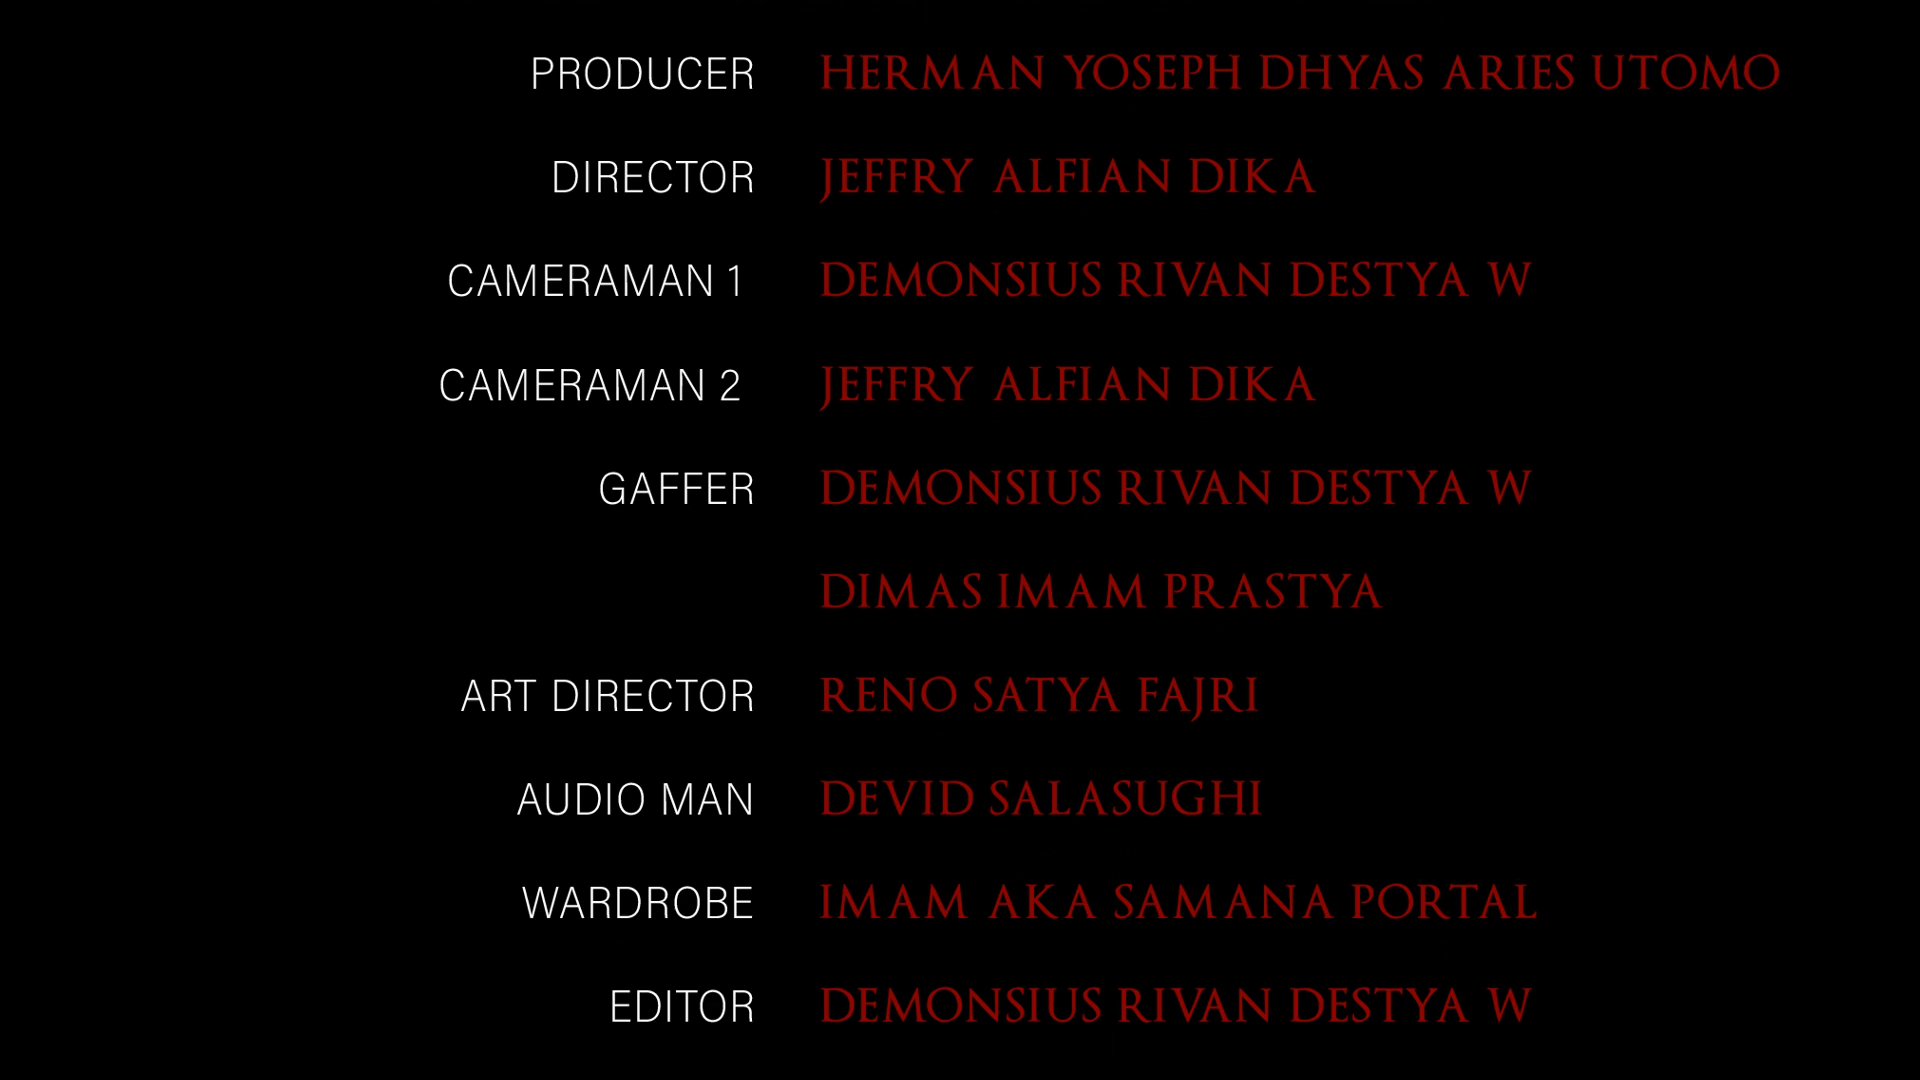 PRODUCER HERMAN YOSEPH DHYAS ARIES UTOMO
DIRECTOR JEFFRY ALFIAN DIKA
CAMERAMAN 1 DEMONSIUS RIVAN DESTYA W
CAMERAMAN 2 JEFFRY ALFIAN DIKA
GAFFER DEMONSIUS RIVAN DESTYA W
DIMAS IMAM PRASTYA
ART DIRECTOR RENO SATYA FAJRI
AUDIO MAN DEVID SALASUGHI
WARDROBE IMAM AKA SAMANA PORTAL
EDITOR DEMONSIUS RIVAN DESTYA W